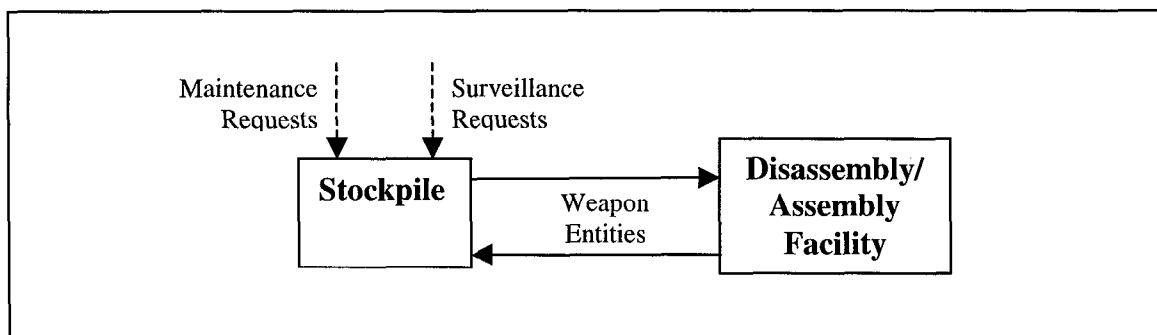 Maintenance
Requests
Surveillance
Requests
Stockpile
Weapon
Entities
Disassembly/
Assembly
Facility